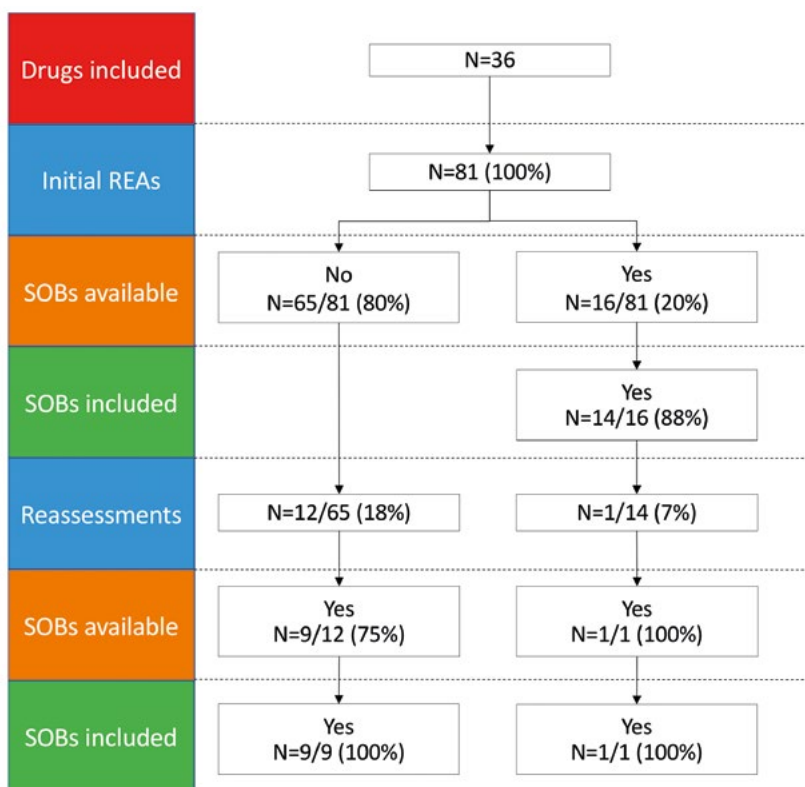 Drugs included
N=36
Initial REAs
N=81 (100%)
SOBs available
No
N=65/81 (80%)
Yes
N=16/81 (20%)
SOBs included
Yes
N=14/16 (88%)
Reassessments
N=12/65 (18%)
N=1/14 (7%)
SOBs available
Yes
N=9/12 (75%)
Yes
N=1/1 (100%)
SOBs included
Yes
N=9/9 (100%)
Yes
N=1/1 (100%)